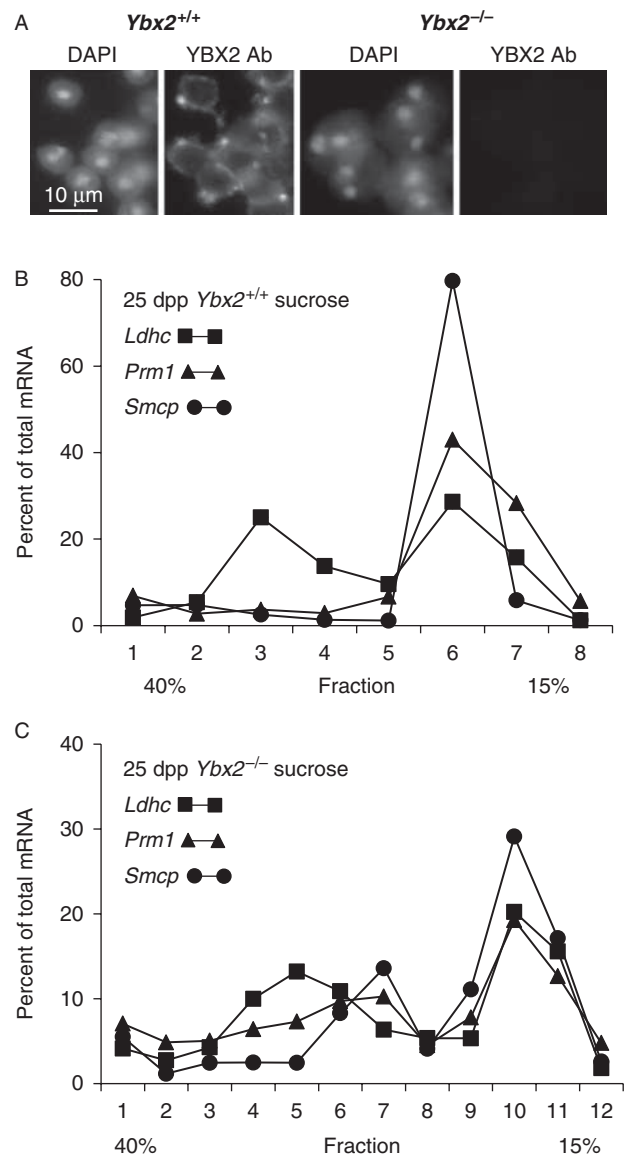 A
Ybx2+/+ Ybx2–/–
DAPI YBX2 Ab DAPI YBX2 Ab
10 μm
B
80
60
40
20
0
Percent of total mRNA
25 dpp Ybx2+/+ sucrose
Ldhc
Prm1
Smcp
1 2 3 4 5 6 7 8
40% Fraction 15%
C
40
30
20
10
0
Percent of total mRNA
25 dpp Ybx2–/– sucrose
Ldhc
Prm1
Smcp
1 2 3 4 5 6 7 8 9 10 11 12
40% Fraction 15%